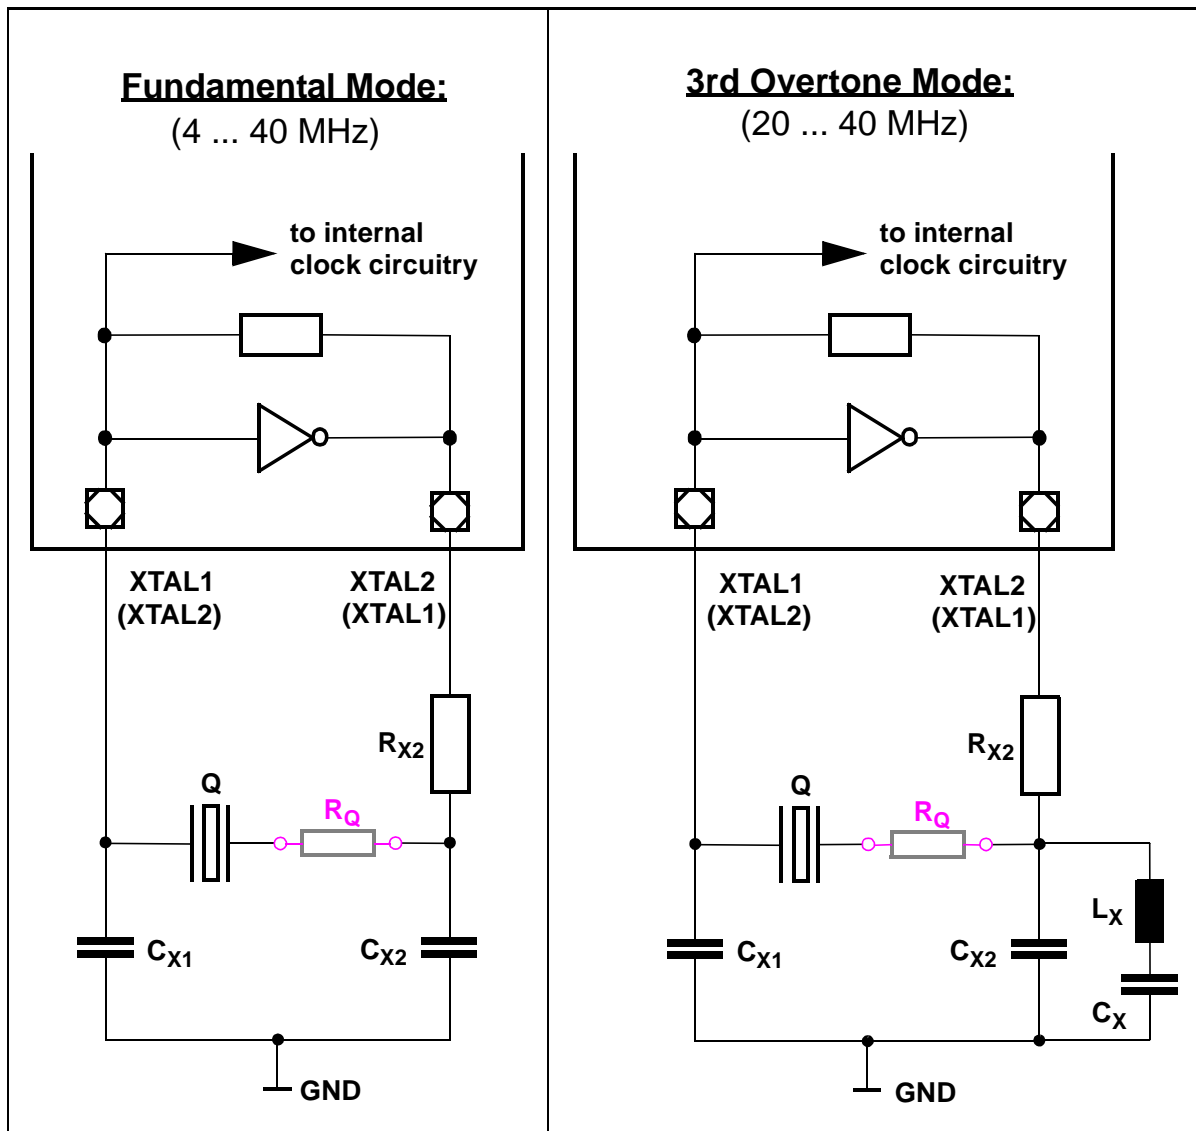 Fundamental Mode:
(4 ... 40 MHz)
to internal
clock circuitry
XTAL1
(XTAL2)
XTAL2
(XTAL1)
RX2
Q
RQ
CX1
CX2
GND
3rd Overtone Mode:
(20 ... 40 MHz)
to internal
clock circuitry
XTAL1
(XTAL2)
XTAL2
(XTAL1)
RX2
Q
RQ
LX
CX1
CX2
CX
GND